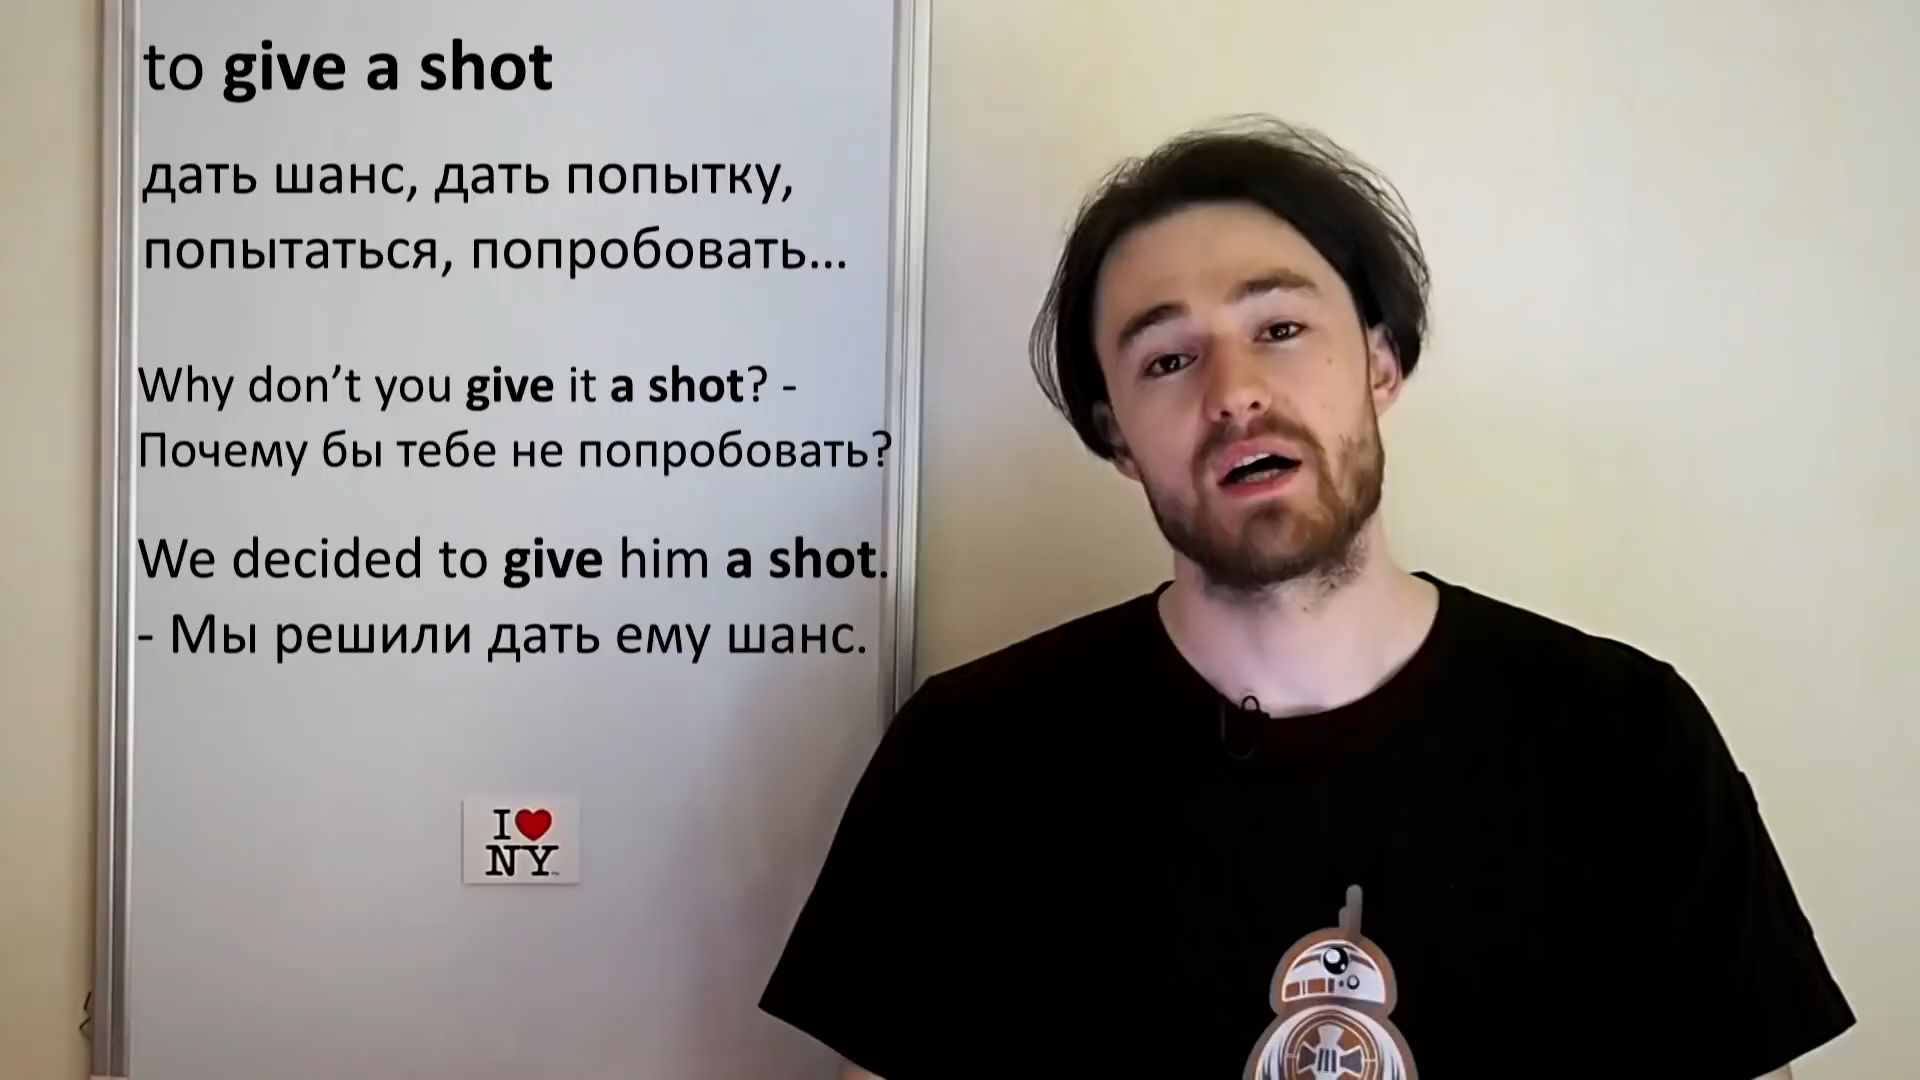 to give a shot
дать шанс, дать попытку,
попытаться, попробовать...
Why don’t you give it a shot? -
Почему бы тебе не попробовать?
We decided to give him a shot.
- Мы решили дать ему шанс.
I❤
NY